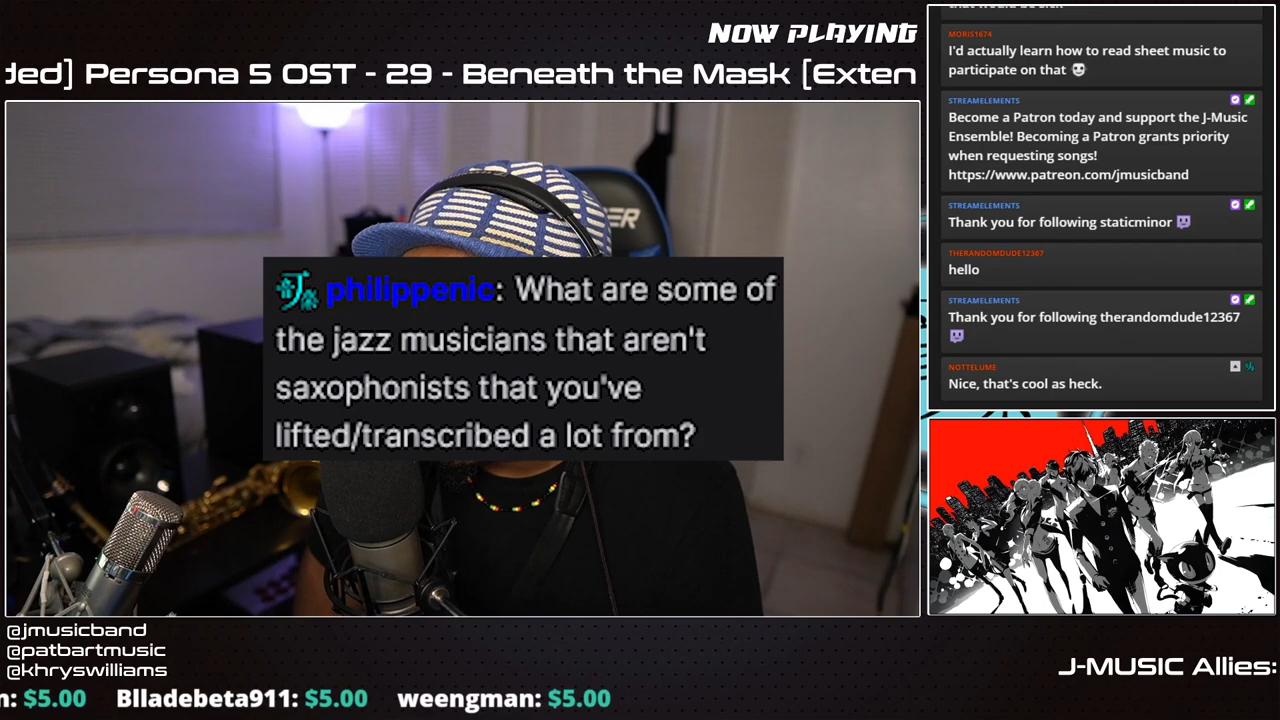 NOW PLAYING
ded] Persona 5 OST - 29 - Beneath the Mask [Exten
philippenic: What are some of
the jazz musicians that aren't
saxophonists that you've
lifted/transcribed a lot from?
MORIS1674
I'd actually learn how to read sheet music to
participate on that
STREAMELEMENTS
Become a Patron today and support the J-Music
Ensemble! Becoming a Patron grants priority
when requesting songs!
https://www.patreon.com/jmusicband
STREAMELEMENTS
Thank you for following staticminor
THERANDOMDUDE12367
hello
STREAMELEMENTS
Thank you for following therandomdude12367
NOTTELUME
Nice, that's cool as heck.
@jmusicband
@patbartmusic
@khryswilliams
J-MUSIC Allies:
n: $5.00 Blladebeta911: $5.00 weengman: $5.00